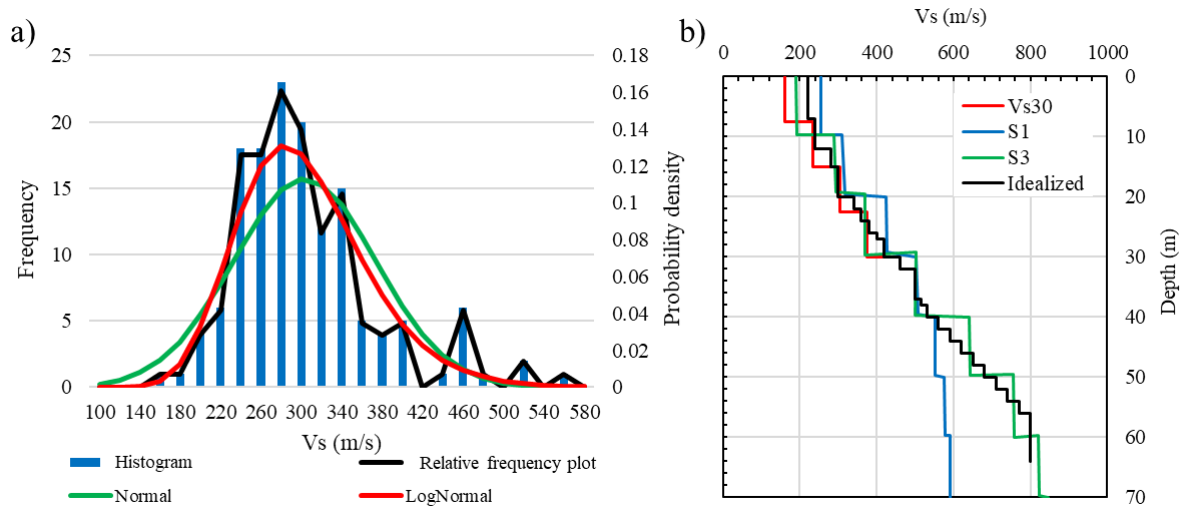 a)
25
20
15
10
5
0
Frequency
0.18
0.16
0.14
0.12
0.1
0.08
0.06
0.04
0.02
0
Probability density
100 140 180 220 260 300 340 380 420 460 500 540 580
Vs (m/s)
Histogram
Relative frequency plot
Normal
LogNormal
b)
Vs (m/s)
0 200 400 600 800 1000
0
10
20
30
40
50
60
70
Depth (m)
Vs30
S1
S3
Idealized